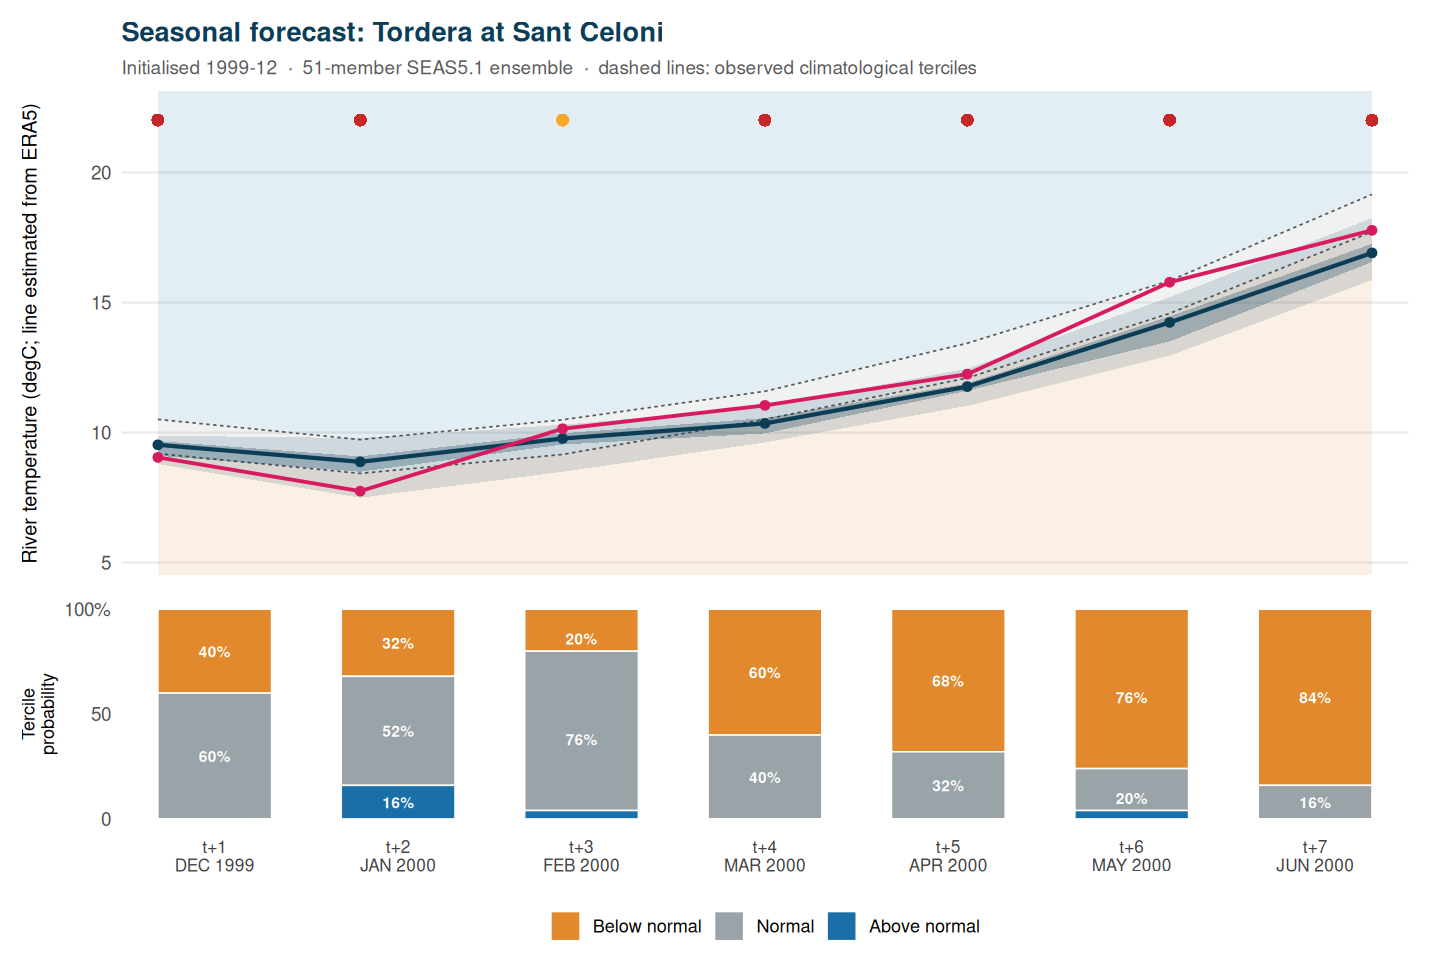 Seasonal forecast: Tordera at Sant Celoni
Initialised 1999-12 · 51-member SEAS5.1 ensemble · dashed lines: observed climatological terciles
River temperature (degC; line estimated from ERA5)
20
15
10
5
Tercile
probability
100%
50
0
40%
60%
32%
52%
16%
20%
76%
60%
40%
68%
32%
76%
20%
84%
16%
t+1
DEC 1999
t+2
JAN 2000
t+3
FEB 2000
t+4
MAR 2000
t+5
APR 2000
t+6
MAY 2000
t+7
JUN 2000
Below normal
Normal
Above normal